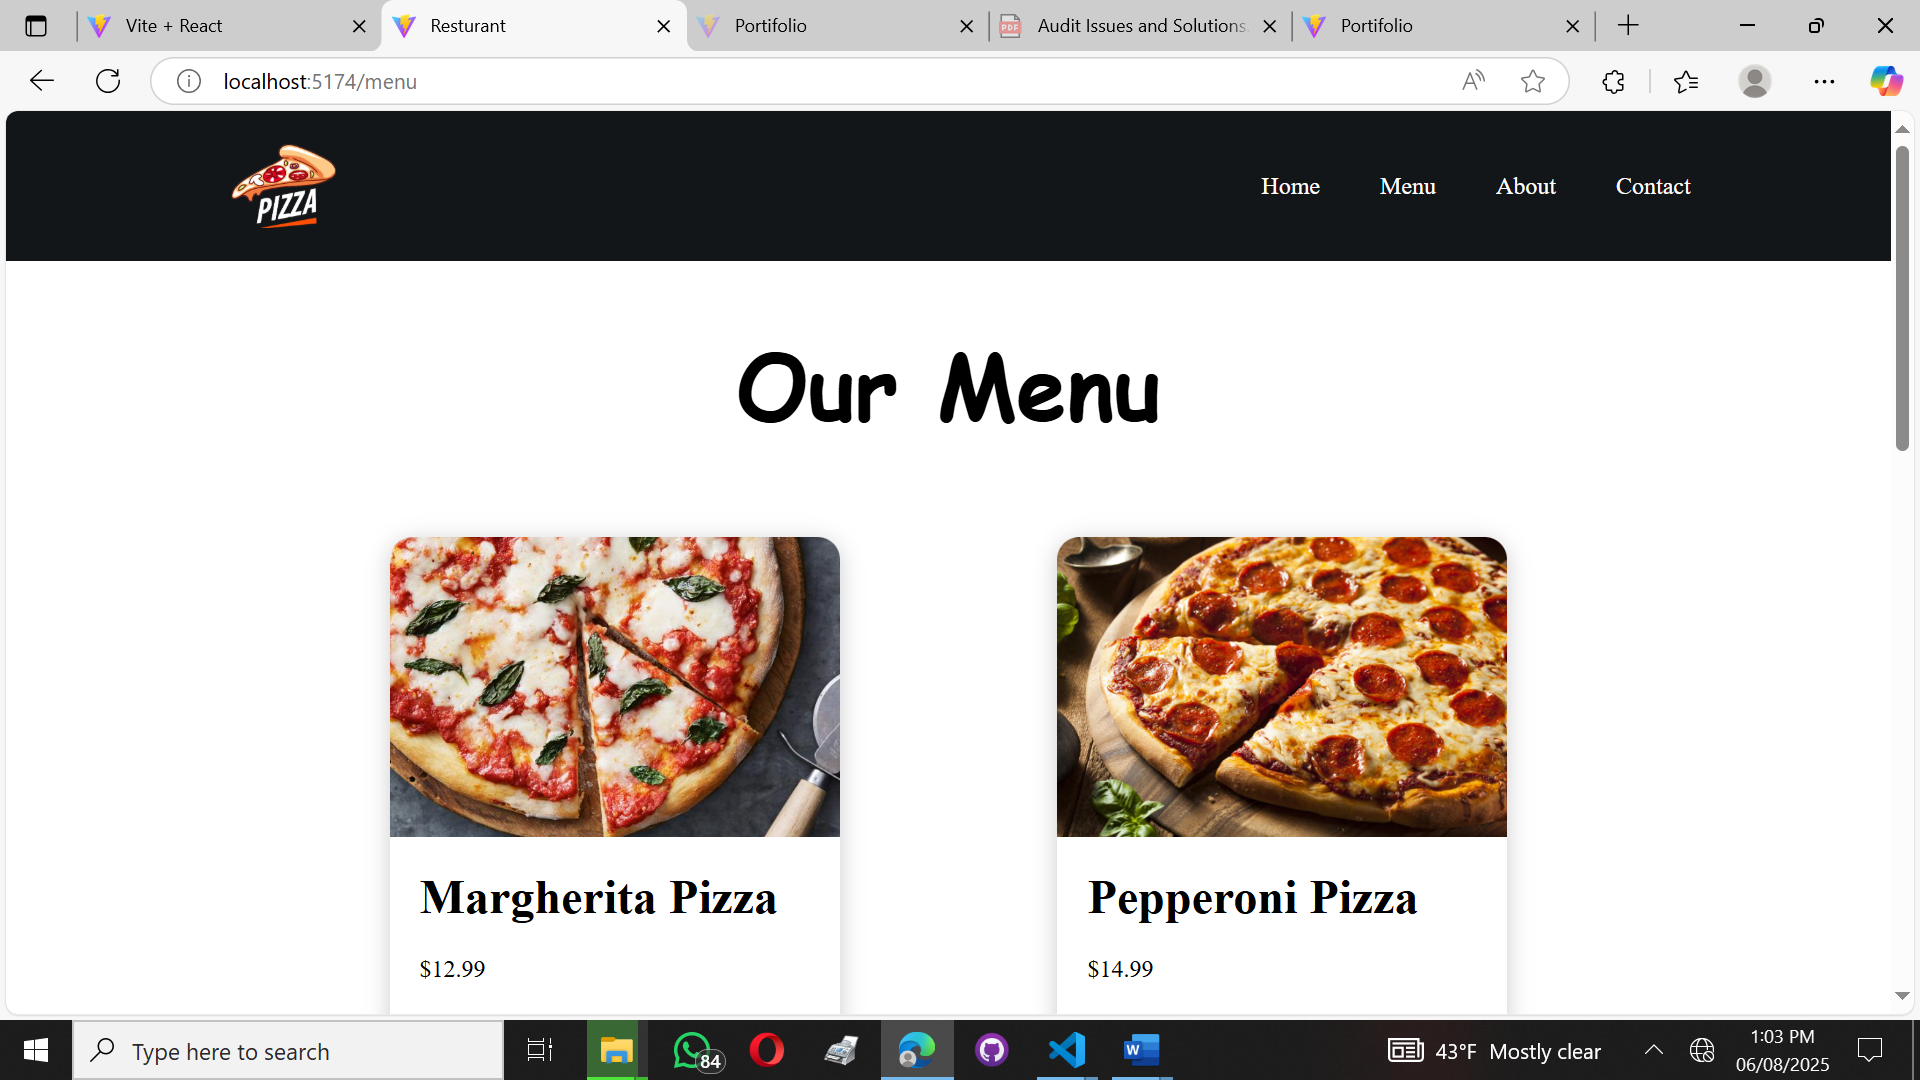 Vite + React
Resturant
Portifolio
PDF
Audit Issues and Solutions.
Portifolio
localhost:5174/menu
PIZZA
Home
Menu
About
Contact
Our Menu
Margherita Pizza
Pepperoni Pizza
$12.99
$14.99
Type here to search
84
43°F Mostly clear
1:03 PM
06/08/2025